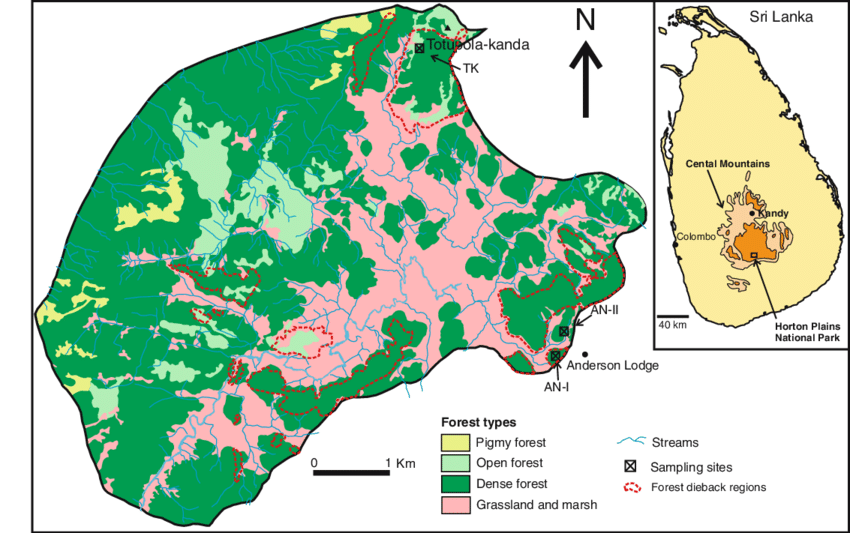 N
Totupola-kanda
TK
AN-II
Anderson Lodge
AN-I
Sri Lanka
Cental Mountains
Kandy
Colombo
40 km
Horton Plains
National Park
0 1 Km
Forest types
Pigmy forest
Open forest
Dense forest
Grassland and marsh
Streams
Sampling sites
Forest dieback regions